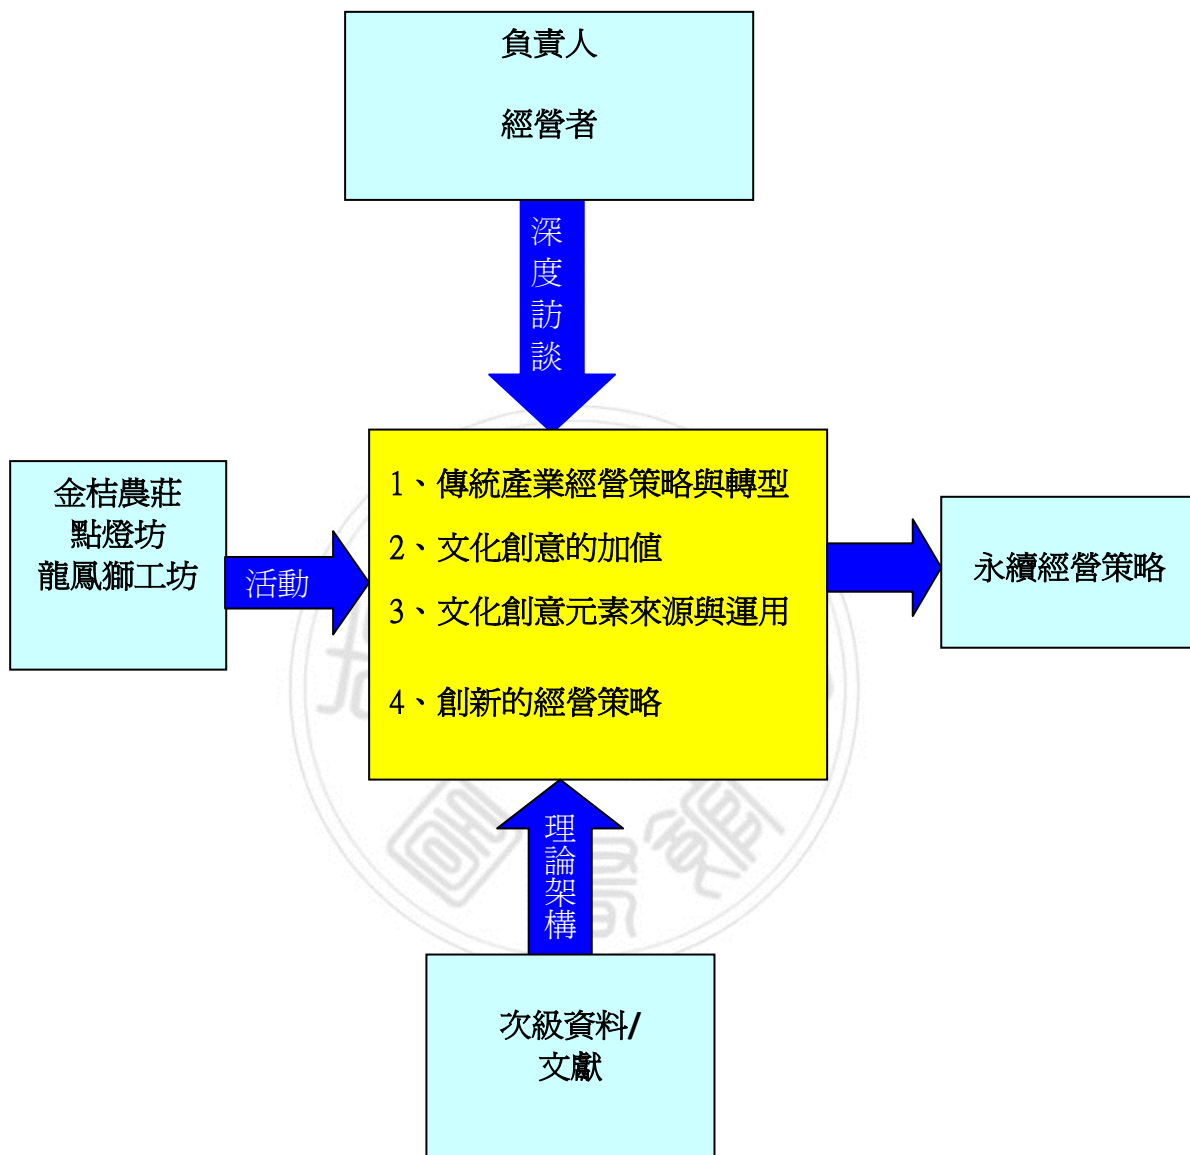 負責人
經營者
深度訪談
金桔農莊
點燈坊
龍鳳獅工坊
活動
1、傳統產業經營策略與轉型
2、文化創意的加值
3、文化創意元素來源與運用
4、創新的經營策略
永續經營策略
理論架構
次級資料/
文獻